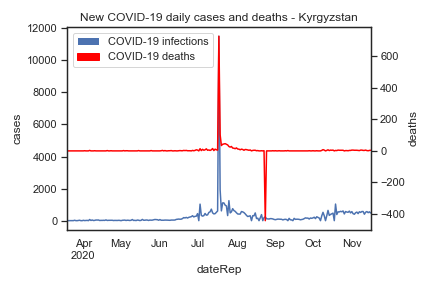 New COVID-19 daily cases and deaths - Kyrgyzstan
COVID-19 infections
COVID-19 deaths
12000
10000
8000
6000
4000
2000
0
cases
600
400
200
0
−200
−400
deaths
Apr May Jun Jul Aug Sep Oct Nov
2020
dateRep